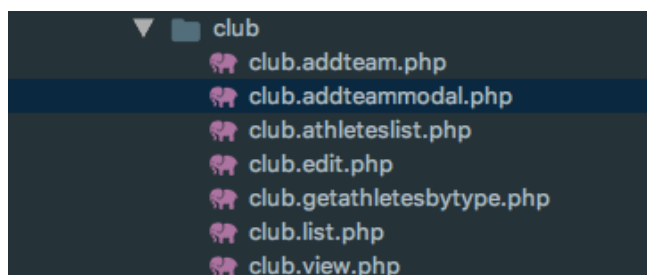 club
club.addteam.php
club.addteammodal.php
club.athleteslist.php
club.edit.php
club.getathletesbytype.php
club.list.php
club.view.php